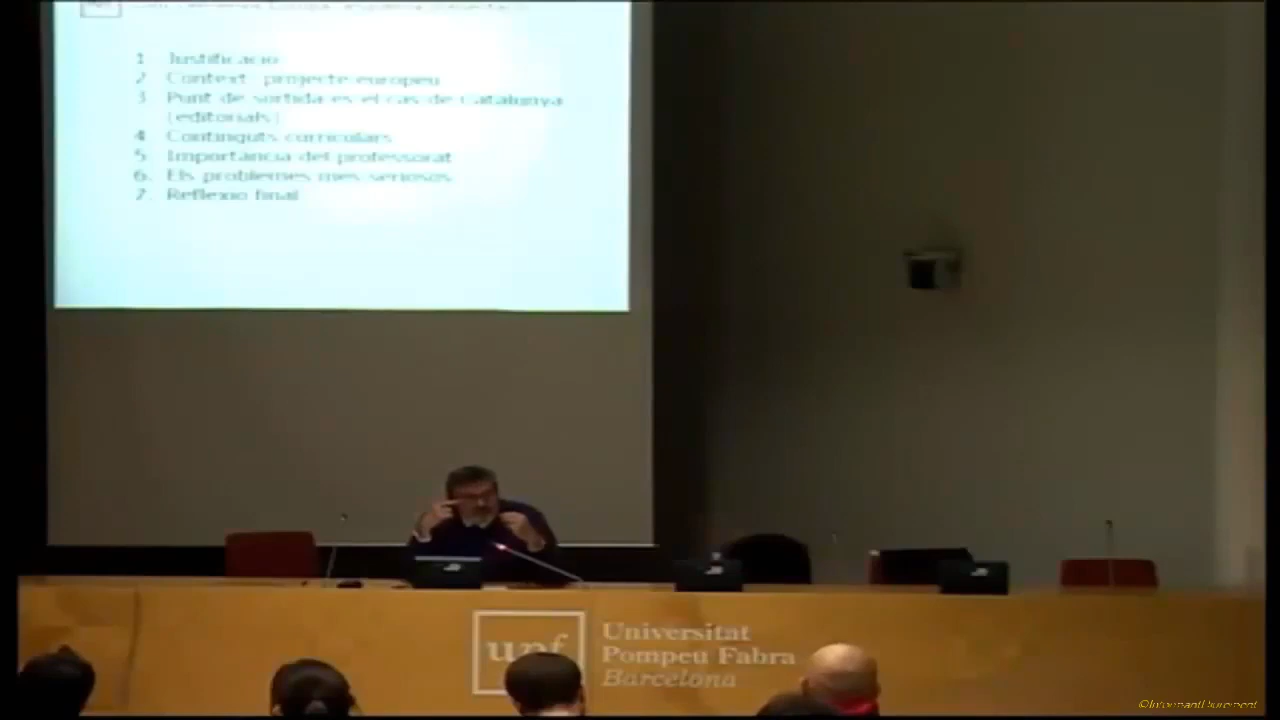 1 Justificació
2 Context: projecte europeu
3 Punt de sortida és el cas de Catalunya
(editorials)
4 Continguts curriculars
5 Importància del professorat
6. Els problemes més seriosos
7 Reflexió final
upf
Universitat
Pompeu Fabra
Barcelona